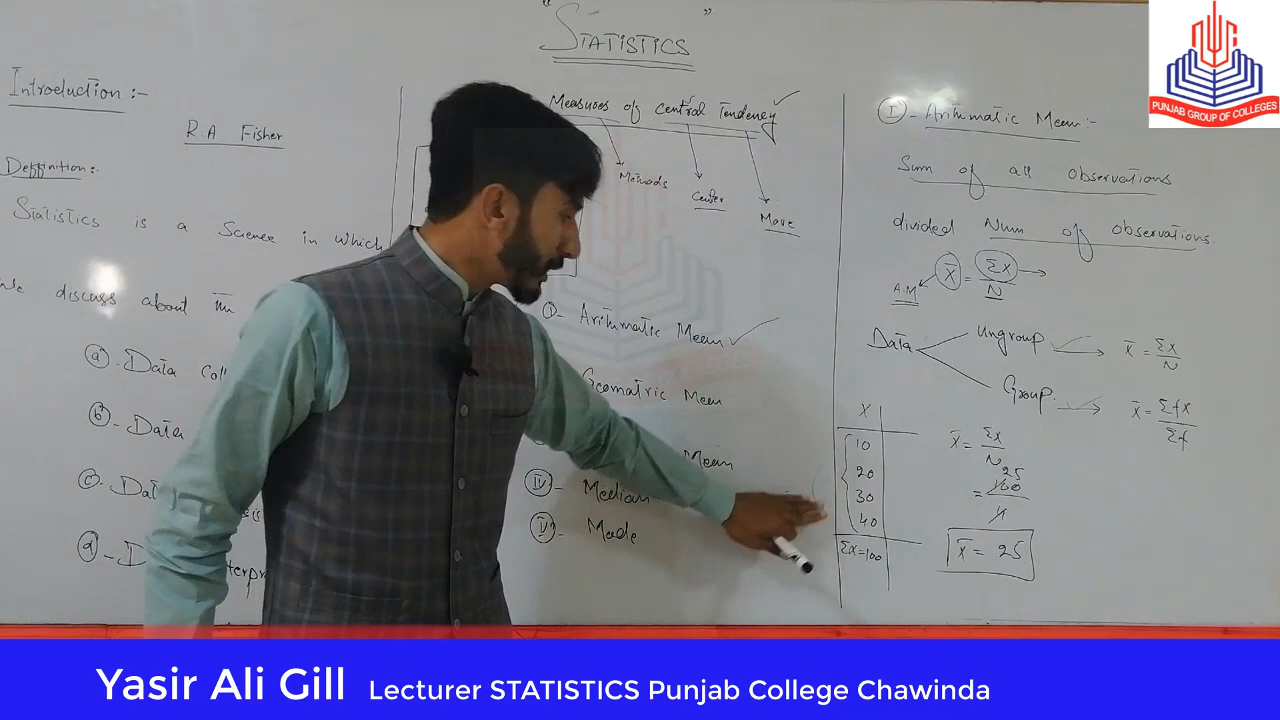 "STATISTICS"
Introduction :-
R.A Fisher
Deffinition:-
Statistics is a Science in which
discuss about
(a)- Data Coll
(b)- Data
(c)- Dat
(d)- D terpr
Measures of Central Tendency
Methods
Center
Move
(I)- Arithmatic Mean
Geomatric Mean
Mean
(IV)- Median
(V)- Mode
(I)- Arithmatic Mean:-
Sum of all observations
divided Num of observations.
A.M X̄ = ΣX/N
Data
Ungroup X̄ = ΣX/N
Group X̄ = Σfx/Σf
X
10
20
30
40
ΣX=100
X̄ = ΣX/N
25
= 100/4
X̄ = 25
PUNJAB GROUP OF COLLEGES
Yasir Ali Gill Lecturer STATISTICS Punjab College Chawinda